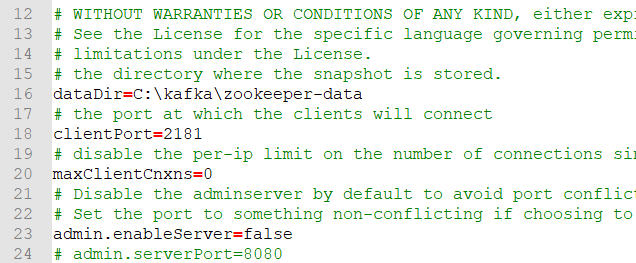 12 # WITHOUT WARRANTIES OR CONDITIONS OF ANY KIND, either
13 # See the License for the specific language governing
14 # limitations under the License.
15 # the directory where the snapshot is stored.
16 dataDir=C:\kafka\zookeeper-data
17 # the port at which the clients will connect
18 clientPort=2181
19 # disable the per-ip limit on the number of connections
20 maxClientCnxns=0
21 # Disable the adminserver by default to avoid port
22 # Set the port to something non-conflicting if choosing to
23 admin.enableServer=false
24 # admin.serverPort=8080